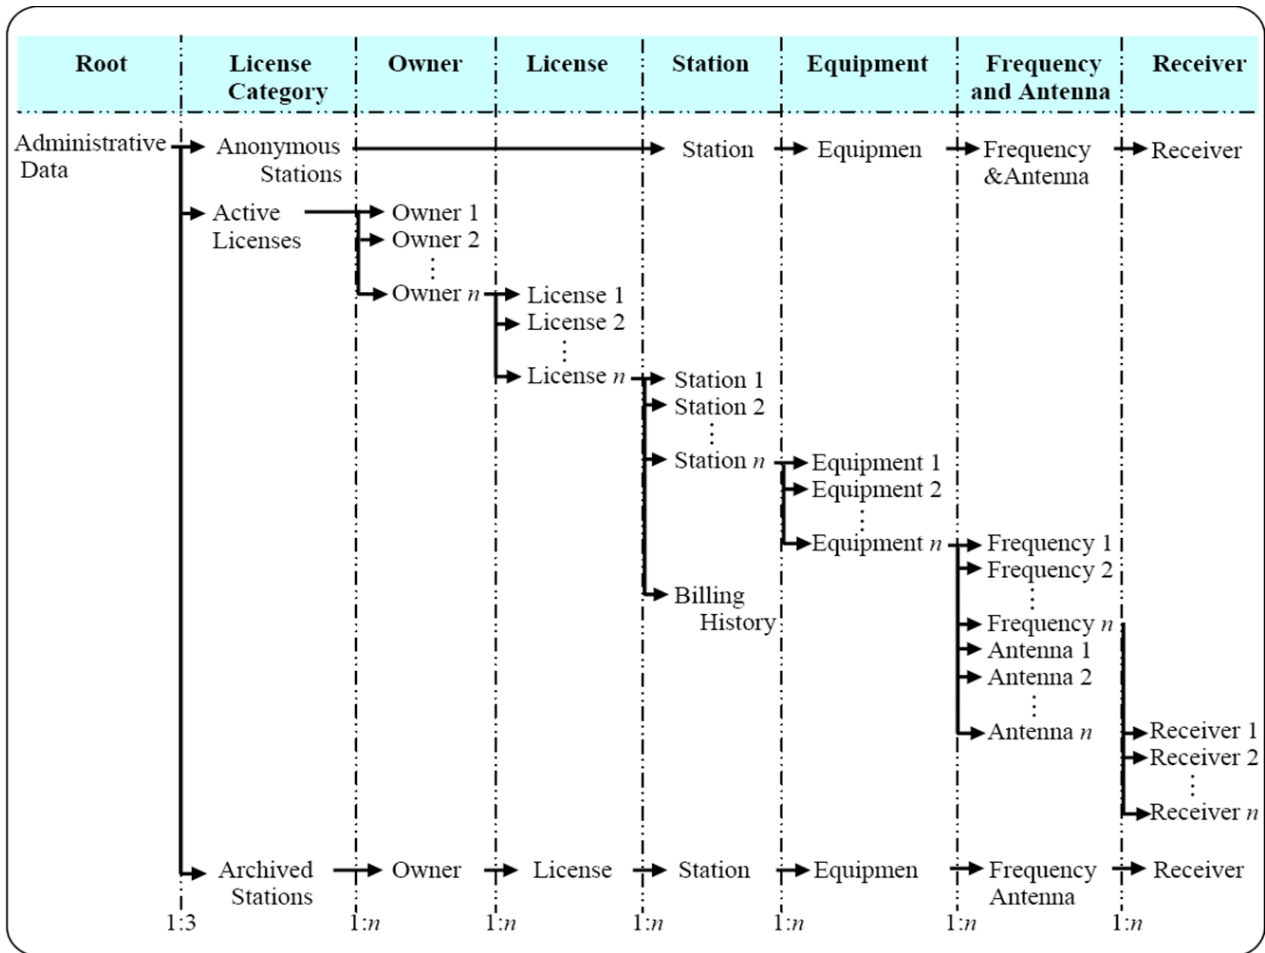 Root
License
Category
Owner
License
Station
Equipment
Frequency
and Antenna
Receiver
Administrative
Data
Anonymous
Stations
Station
Equipmen
Frequency
&Antenna
Receiver
Active
Licenses
Owner 1
Owner 2
Owner n
License 1
License 2
License n
Station 1
Station 2
Station n
Equipment 1
Equipment 2
Equipment n
Frequency 1
Frequency 2
Billing
History
Frequency n
Antenna 1
Antenna 2
Antenna n
Receiver 1
Receiver 2
Receiver n
Archived
Stations
Owner
License
Station
Equipmen
Frequency
Antenna
Receiver
1:3
1:n
1:n
1:n
1:n
1:n
1:n